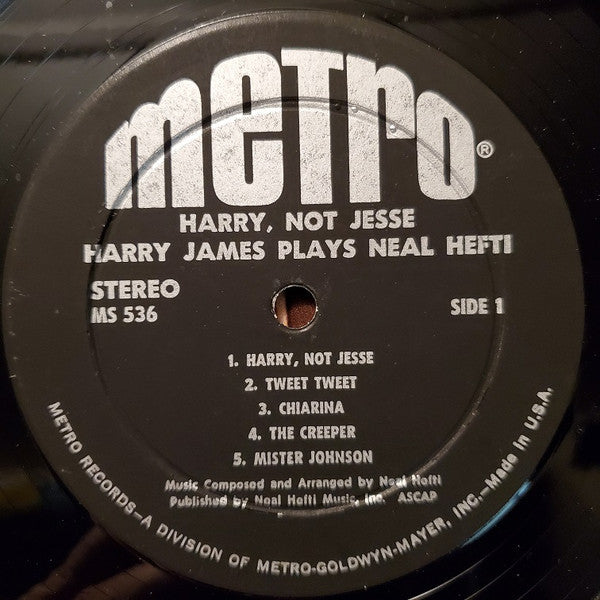 metro®
HARRY, NOT JESSE
HARRY JAMES PLAYS NEAL HEFTI
STEREO
MS 536
SIDE 1
1. HARRY, NOT JESSE
2. TWEET TWEET
3. CHIARINA
4. THE CREEPER
5. MISTER JOHNSON
Music Composed and Arranged by Neal Hefti
Published by Neal Hefti Music, Inc. ASCAP
METRO RECORDS—A DIVISION OF METRO-GOLDWYN-MAYER, INC.—Made in U.S.A.